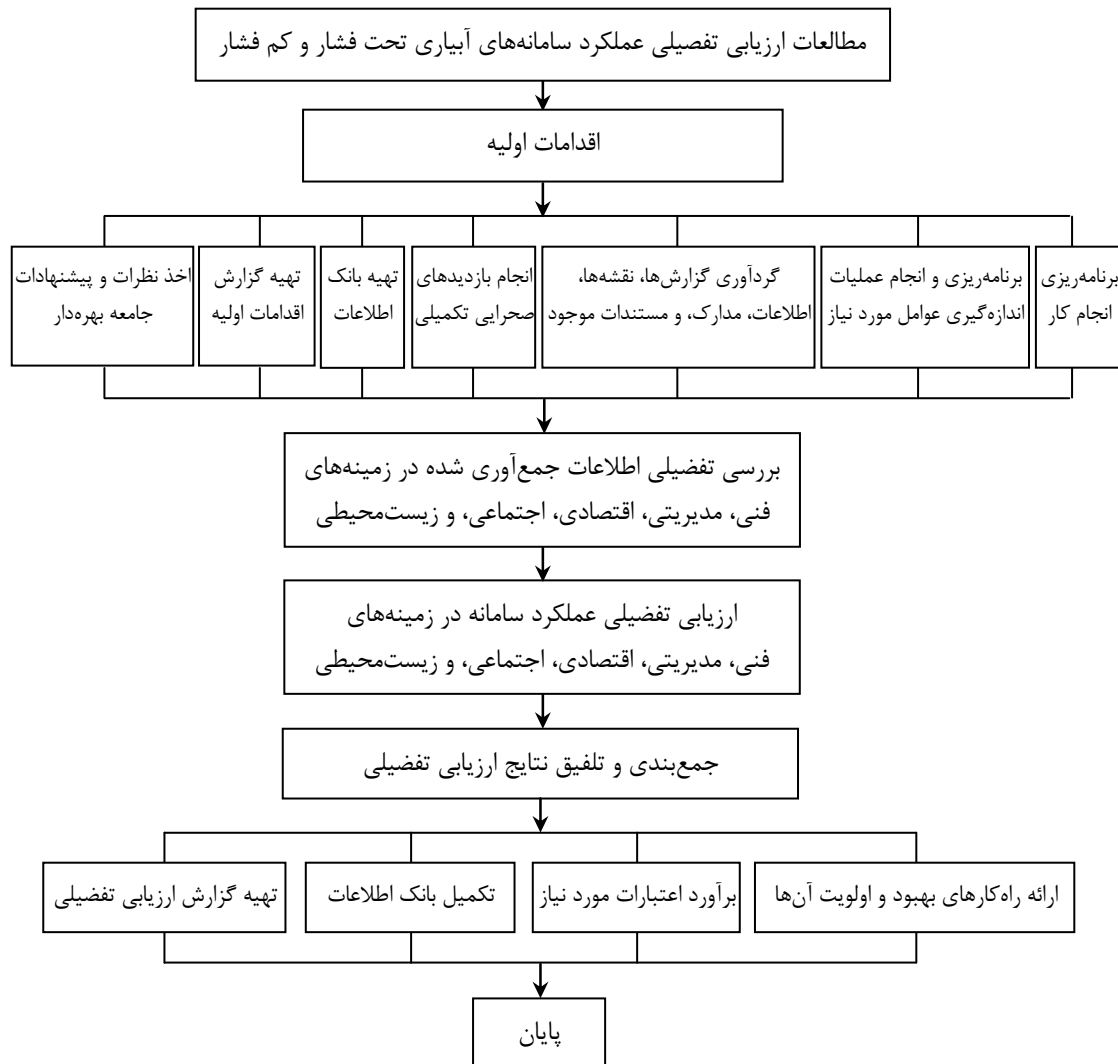 مطالعات ارزیابی تفصیلی عملکرد سامانه‌های آبیاری تحت فشار و کم فشار
اقدامات اولیه
برنامه‌ریزی
انجام کار
برنامه‌ریزی و انجام عملیات
اندازه‌گیری عوامل مورد نیاز
گردآوری گزارش‌ها، نقشه‌ها،
اطلاعات، مدارک، و مستندات موجود
انجام بازدیدهای
صحرایی تکمیلی
تهیه بانک
اطلاعات
تهیه گزارش
اقدامات اولیه
اخذ نظرات و پیشنهادات
جامعه بهره‌دار
بررسی تفضیلی اطلاعات جمع‌آوری شده در زمینه‌های
فنی، مدیریتی، اقتصادی، اجتماعی، و زیست‌محیطی
ارزیابی تفضیلی عملکرد سامانه در زمینه‌های
فنی، مدیریتی، اقتصادی، اجتماعی، و زیست‌محیطی
جمع‌بندی و تلفیق نتایج ارزیابی تفضیلی
ارائه راه‌کارهای بهبود و اولویت آن‌ها
برآورد اعتبارات مورد نیاز
تکمیل بانک اطلاعات
تهیه گزارش ارزیابی تفضیلی
پایان